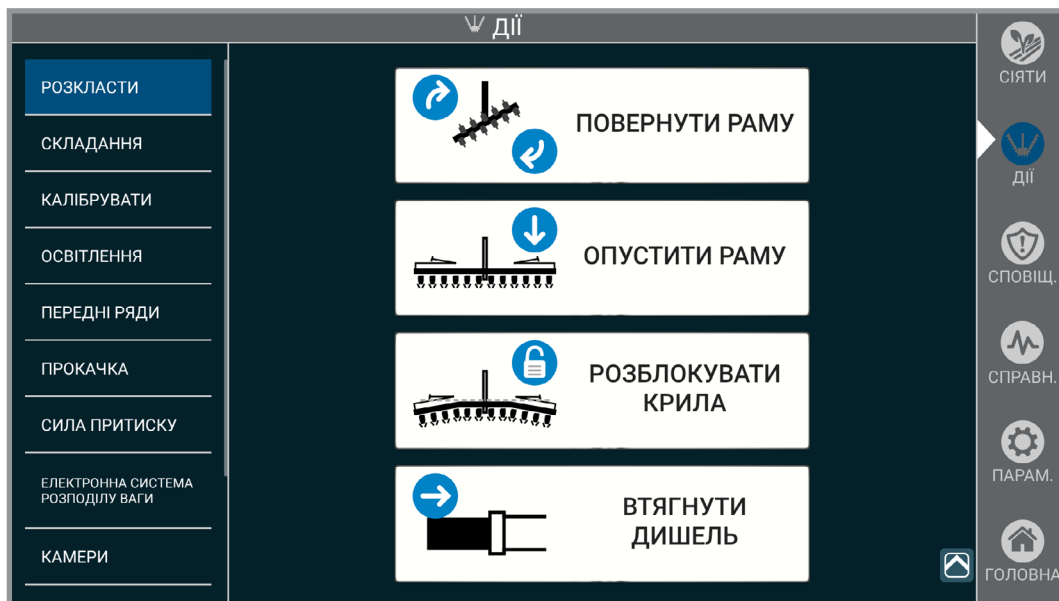 ДІЇ
РОЗКЛАСТИ
СКЛАДАННЯ
КАЛІБРУВАТИ
ОСВІТЛЕННЯ
ПЕРЕДНІ РЯДИ
ПРОКАЧКА
СИЛА ПРИТИСКУ
ЕЛЕКТРОННА СИСТЕМА
РОЗПОДІЛУ ВАГИ
КАМЕРИ
ПОВЕРНУТИ РАМУ
ОПУСТИТИ РАМУ
РОЗБЛОКУВАТИ
КРИЛА
ВТЯГНУТИ
ДИШЕЛЬ
СІЯТИ
ДІЇ
СПОВІЩ.
СПРАВН.
ПАРАМ.
ГОЛОВНА